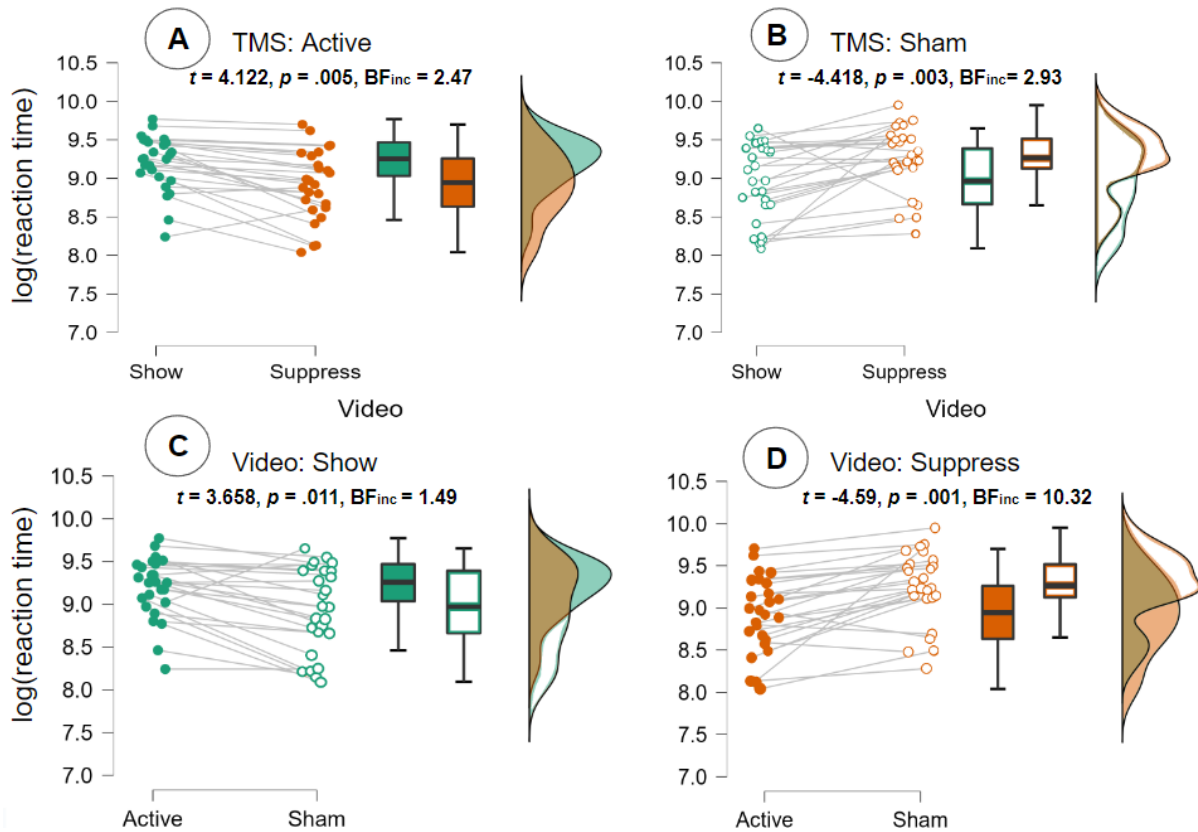 A
TMS: Active
t = 4.122, p = .005, BFinc = 2.47
log(reaction time)
10.5
10.0
9.5
9.0
8.5
8.0
7.5
7.0
Show
Suppress
Video
B
TMS: Sham
t = -4.418, p = .003, BFinc = 2.93
10.5
10.0
9.5
9.0
8.5
8.0
7.5
7.0
Show
Suppress
Video
C
Video: Show
t = 3.658, p = .011, BFinc = 1.49
log(reaction time)
10.5
10.0
9.5
9.0
8.5
8.0
7.5
7.0
Active
Sham
D
Video: Suppress
t = -4.59, p = .001, BFinc = 10.32
10.5
10.0
9.5
9.0
8.5
8.0
7.5
7.0
Active
Sham